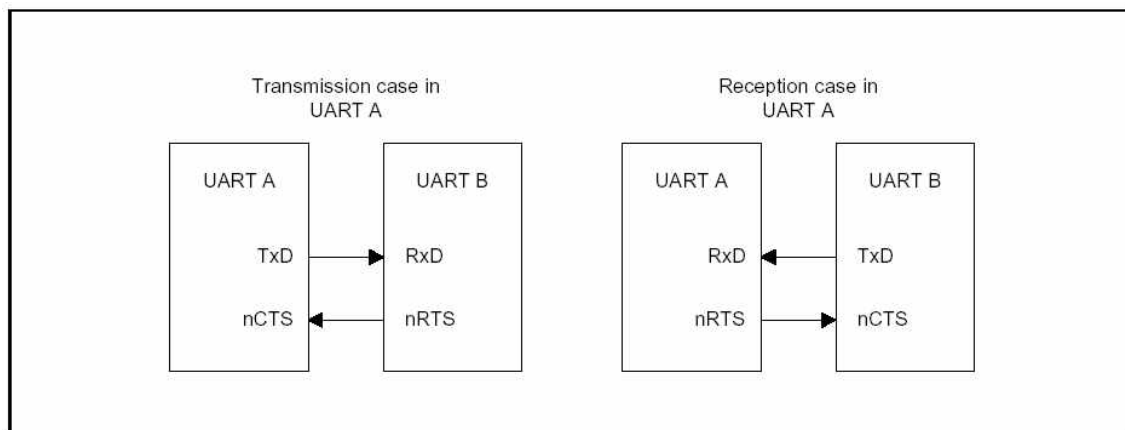 Transmission case in
UART A
UART A
UART B
TxD
RxD
nCTS
nRTS
Reception case in
UART A
UART A
UART B
RxD
TxD
nRTS
nCTS